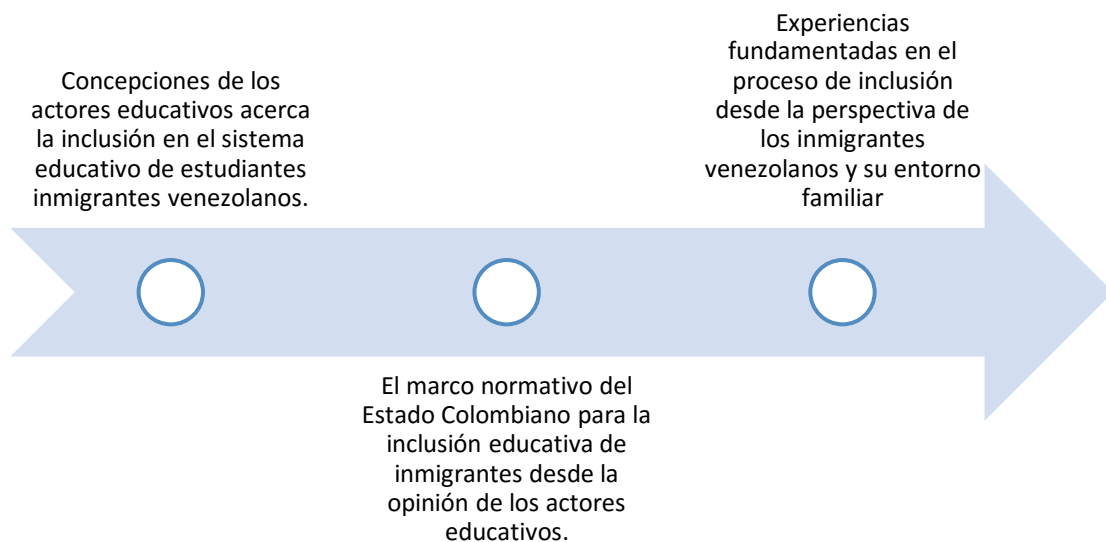 Concepciones de los
actores educativos acerca
la inclusión en el sistema
educativo de estudiantes
inmigrantes venezolanos.
El marco normativo del
Estado Colombiano para la
inclusión educativa de
inmigrantes desde la
opinión de los actores
educativos.
Experiencias
fundamentadas en el
proceso de inclusión
desde la perspectiva de
los inmigrantes
venezolanos y su entorno
familiar